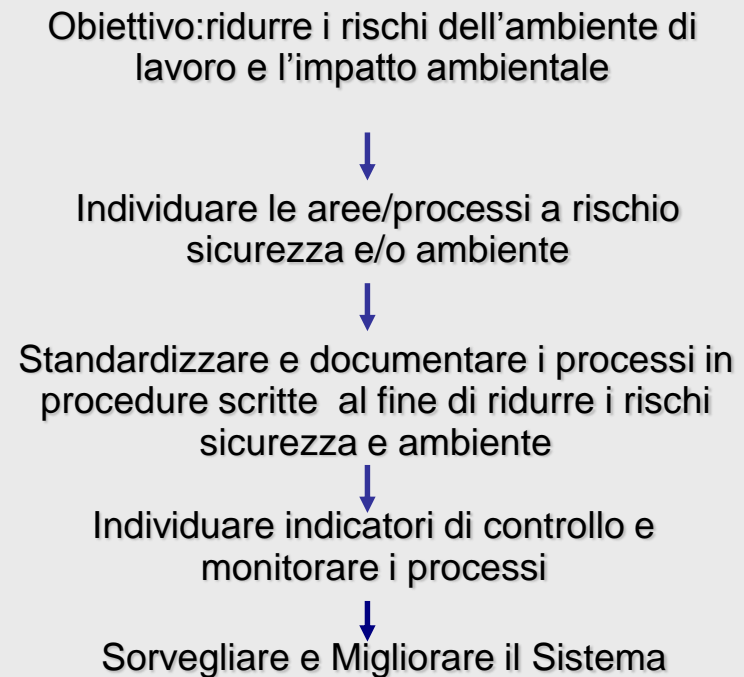 Obiettivo:ridurre i rischi dell'ambiente di
lavoro e l'impatto ambientale
Individuare le aree/processi a rischio
sicurezza e/o ambiente
Standardizzare e documentare i processi in
procedure scritte al fine di ridurre i rischi
sicurezza e ambiente
Individuare indicatori di controllo e
monitorare i processi
Sorvegliare e Migliorare il Sistema